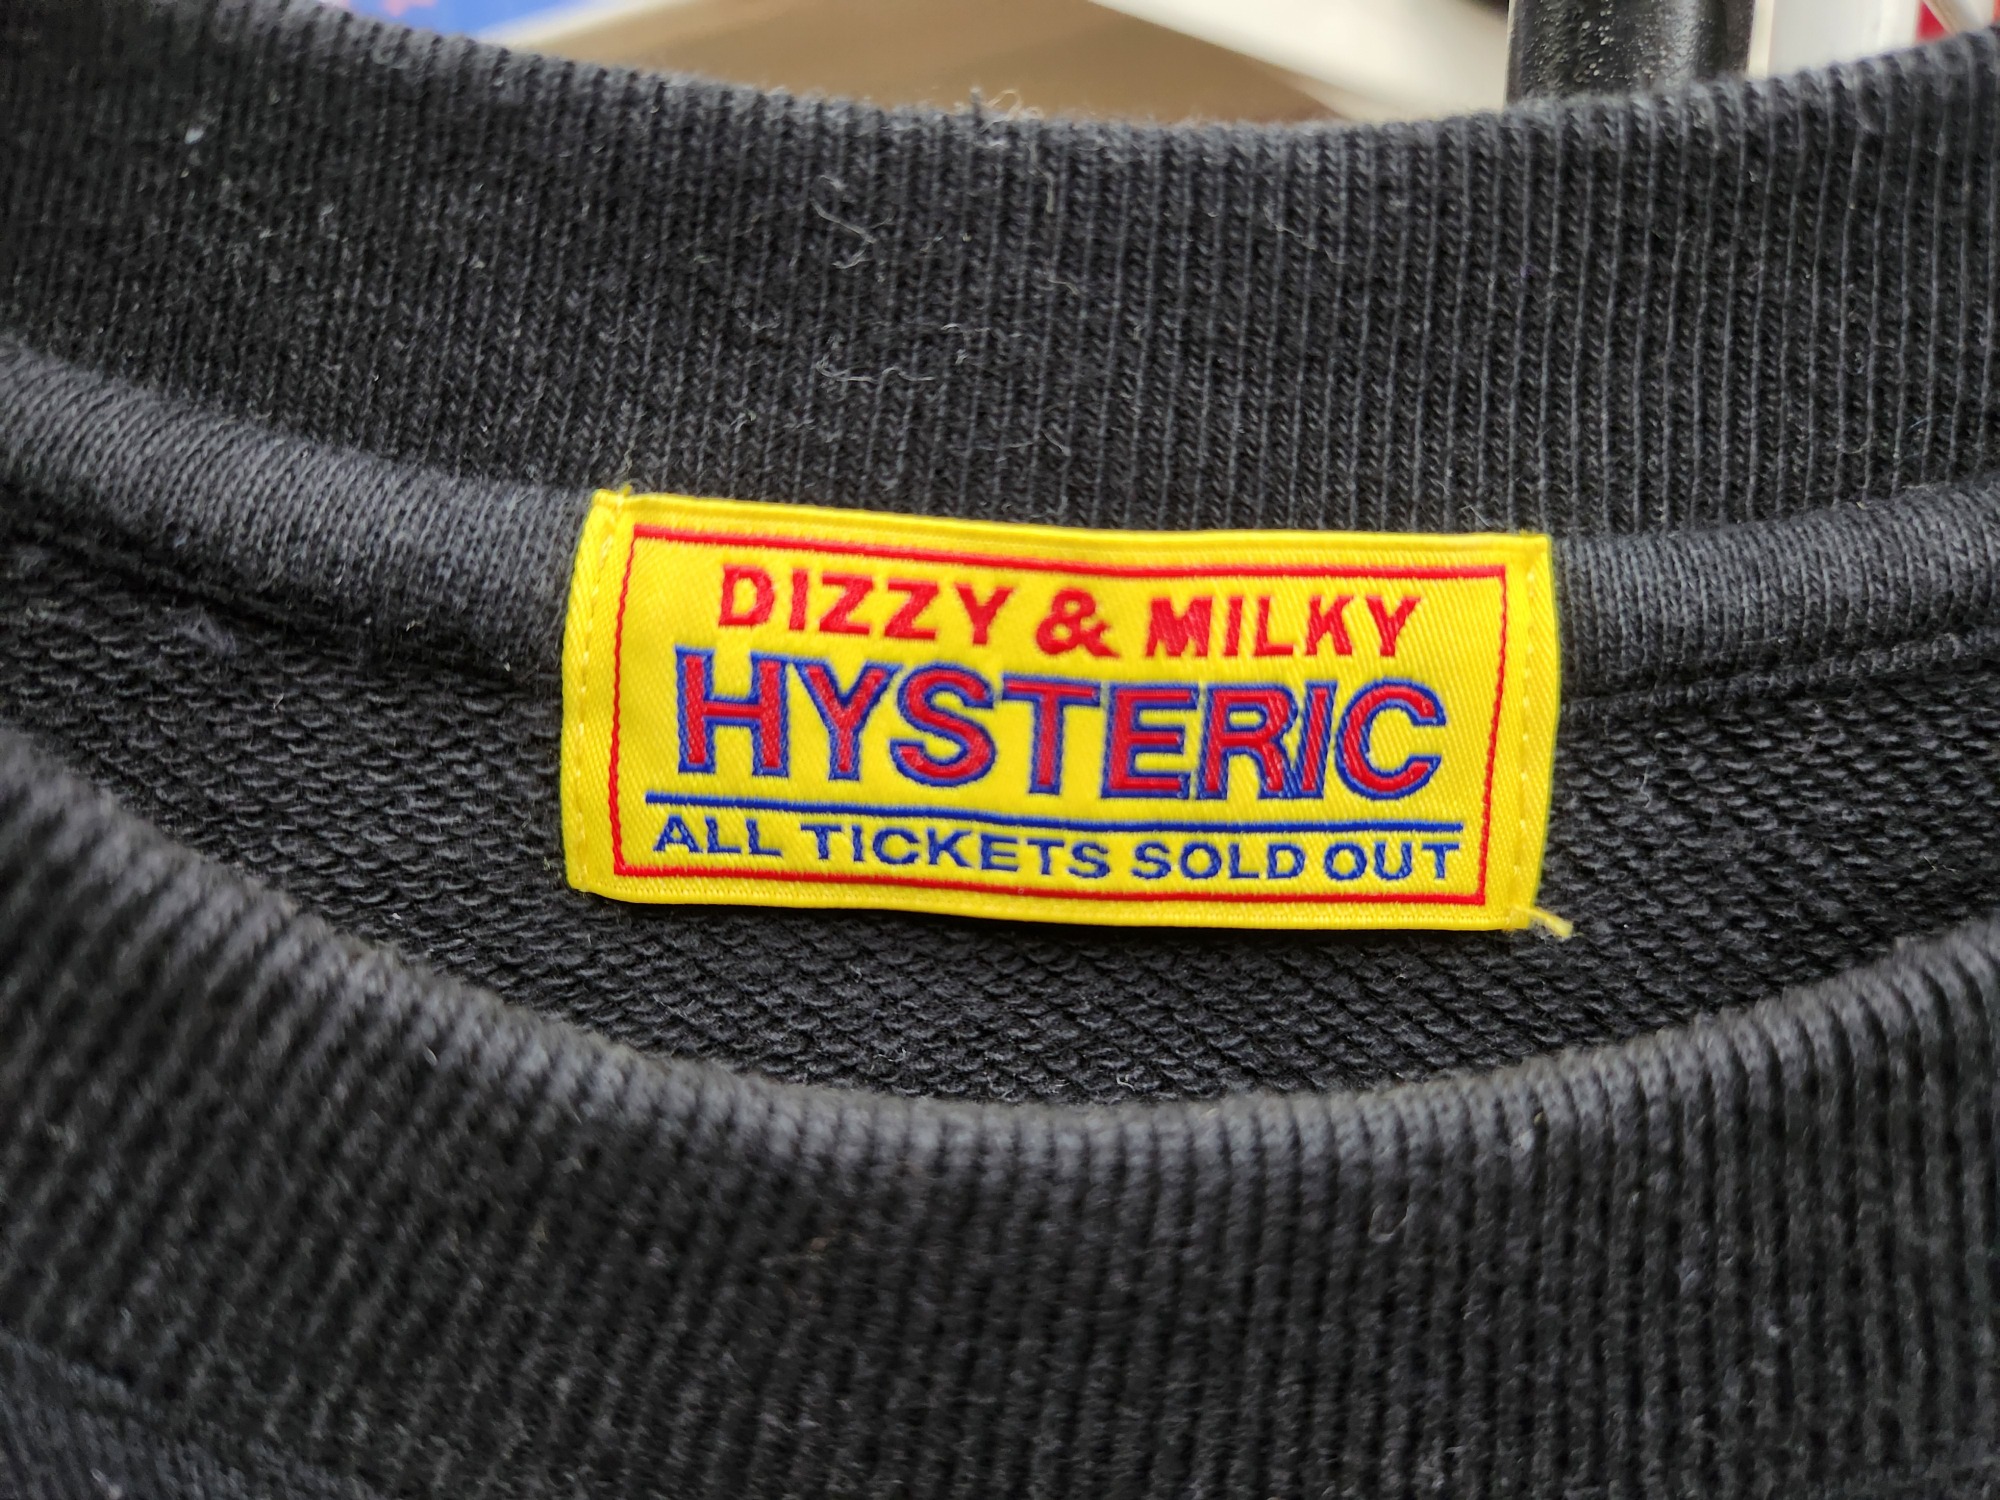 DIZZY & MILKY
HYSTERIC
ALL TICKETS SOLD OUT